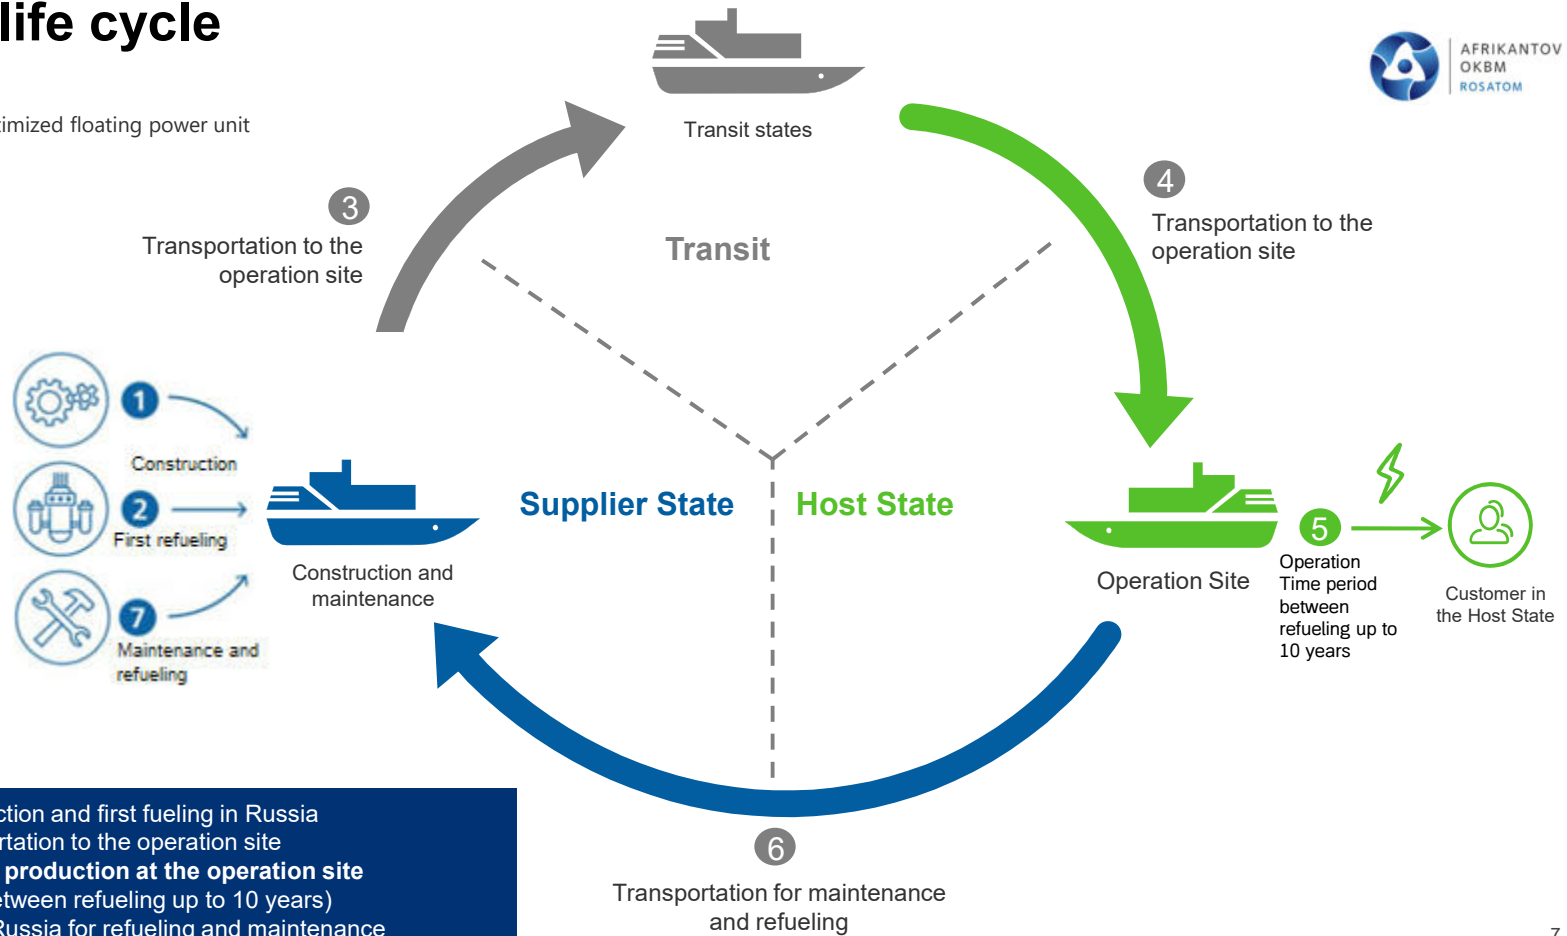 life cycle
timized floating power unit
AFRIKANTOV
OKBM
ROSATOM
Transit states
3
Transportation to the
operation site
4
Transportation to the
operation site
Transit
1
Construction
2
First refueling
7
Maintenance and
refueling
Supplier State
Host State
Construction and
maintenance
Operation Site
5
Operation
Time period
between
refueling up to
10 years
Customer in
the Host State
6
Transportation for maintenance
and refueling
ction and first fueling in Russia
rtation to the operation site
production at the operation site
etween refueling up to 10 years)
Russia for refueling and maintenance
7